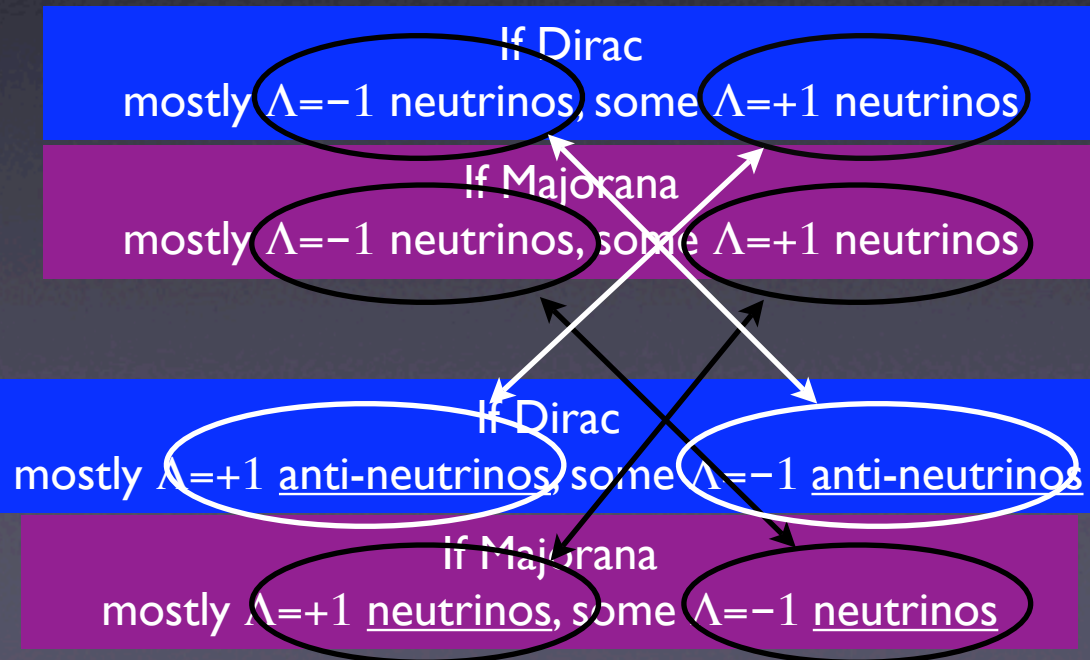 If Dirac
mostly Λ=−1 neutrinos, some Λ=+1 neutrinos
If Majorana
mostly Λ=−1 neutrinos, some Λ=+1 neutrinos
If Dirac
mostly Λ=+1 anti-neutrinos, some Λ=−1 anti-neutrinos
If Majorana
mostly Λ=+1 neutrinos, some Λ=−1 neutrinos